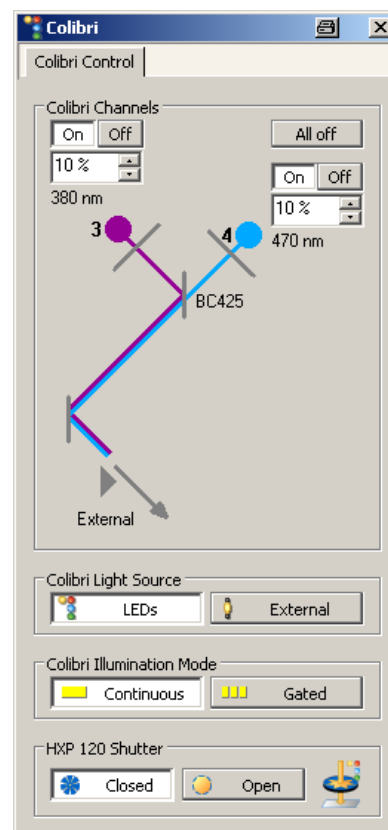 Colibri
Colibri Control
Colibri Channels
On Off
All off
10 %
On Off
380 nm
10 %
3
4
470 nm
BC425
External
Colibri Light Source
LEDs External
Colibri Illumination Mode
Continuous Gated
HXP 120 Shutter
Closed Open